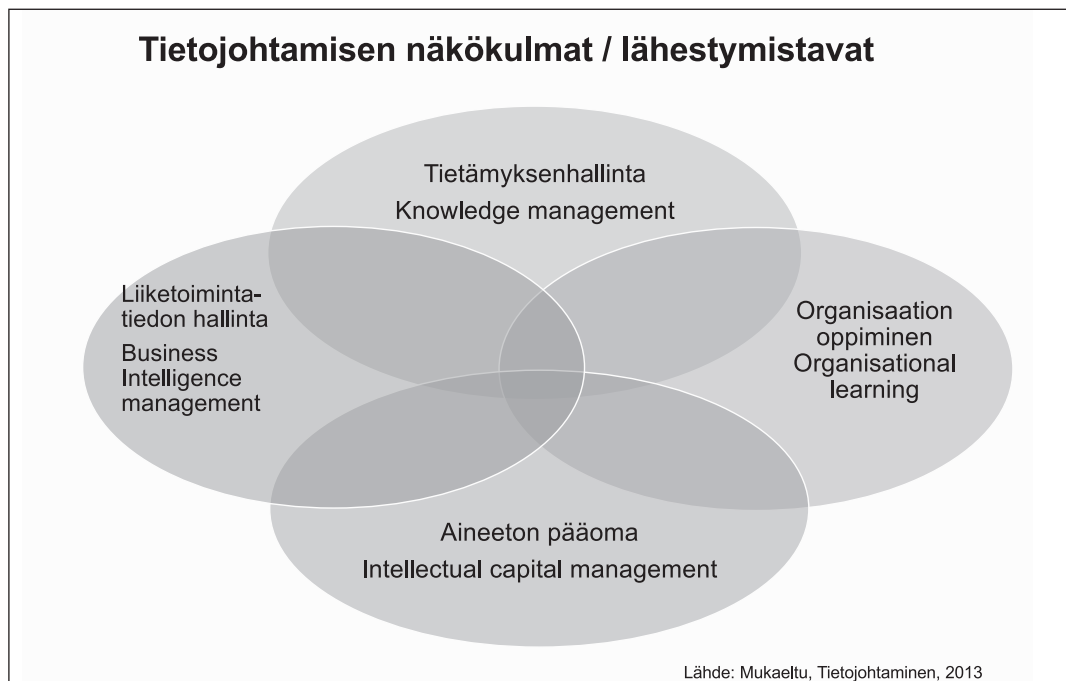 Tietojohtamisen näkökulmat / lähestymistavat
Tietämyksenhallinta
Knowledge management
Liiketoiminta-
tiedon hallinta
Business
Intelligence
management
Organisaation
oppiminen
Organisational
learning
Aineeton pääoma
Intellectual capital management
Lähde: Mukaeltu, Tietojohtaminen, 2013